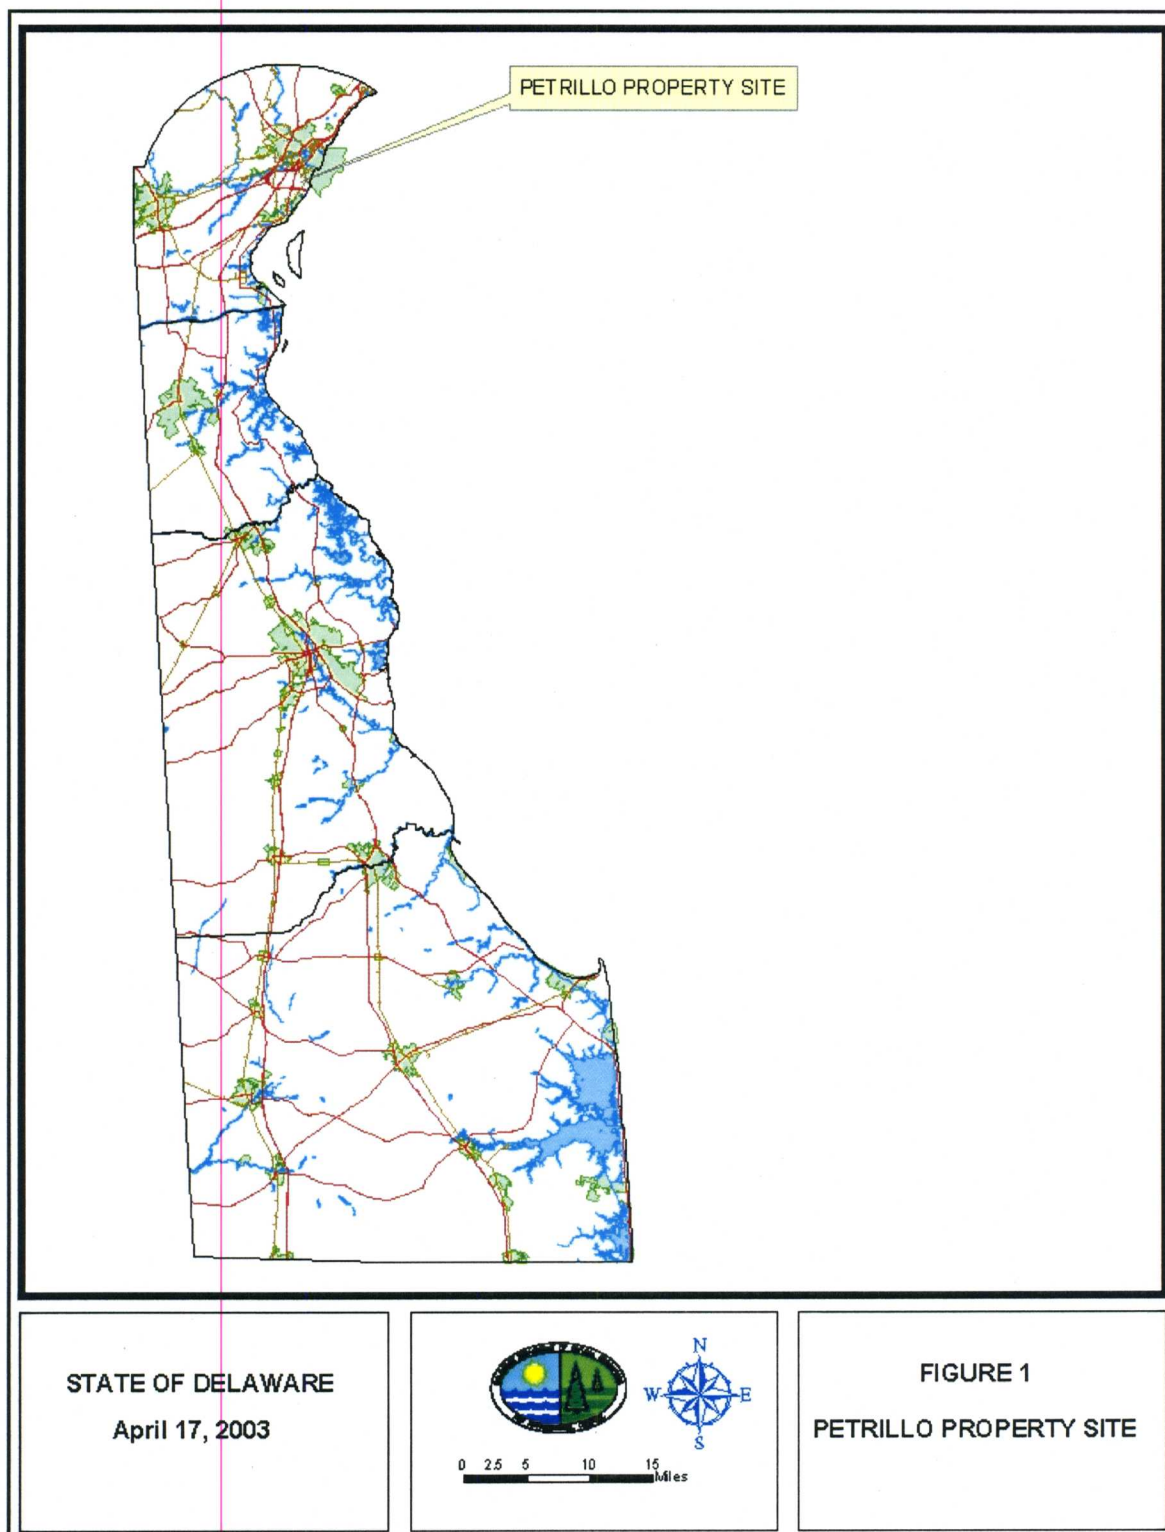 PETRILLO PROPERTY SITE
STATE OF DELAWARE
April 17, 2003
N
W
E
S
0 2.5 5 10 15
Miles
FIGURE 1
PETRILLO PROPERTY SITE